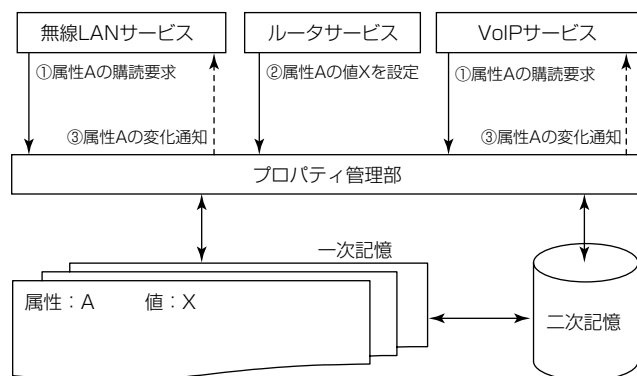 無線LANサービス
ルータサービス
VoIPサービス
①属性Aの購読要求
②属性Aの値Xを設定
①属性Aの購読要求
③属性Aの変化通知
③属性Aの変化通知
プロパティ管理部
一次記憶
属性：A　　値：X
二次記憶